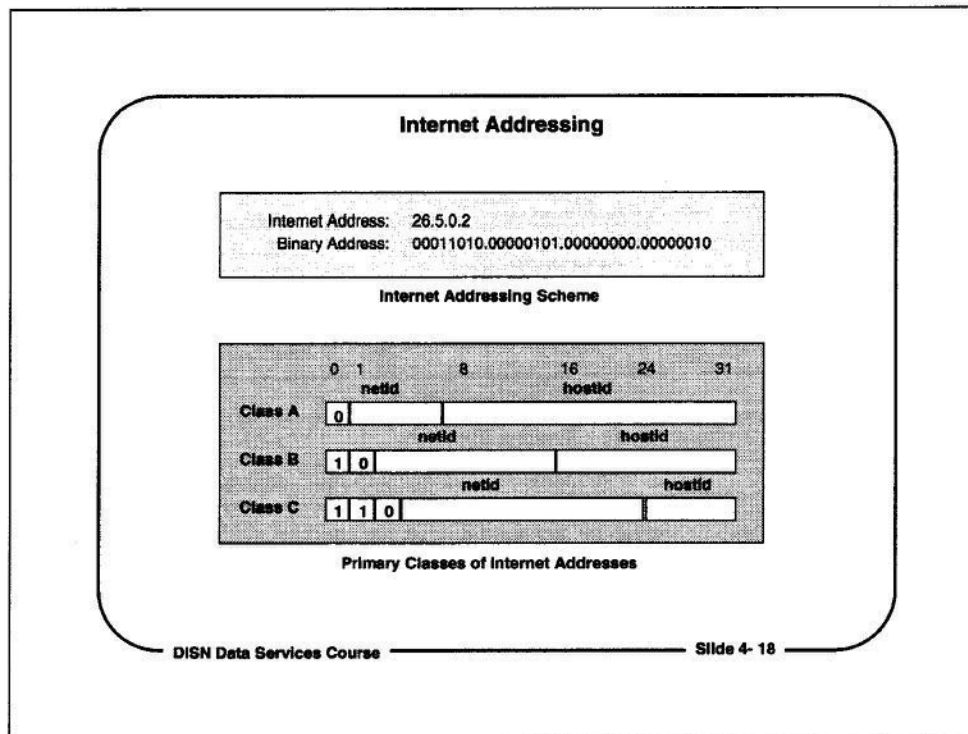 Internet Addressing
Internet Address: 26.5.0.2
Binary Address: 00011010.00000101.00000000.00000010
Internet Addressing Scheme
0 1 8 16 24 31
netid hostid
Class A 0
netid hostid
Class B 1 0
netid hostid
Class C 1 1 0
Primary Classes of Internet Addresses
DISN Data Services Course Slide 4- 18